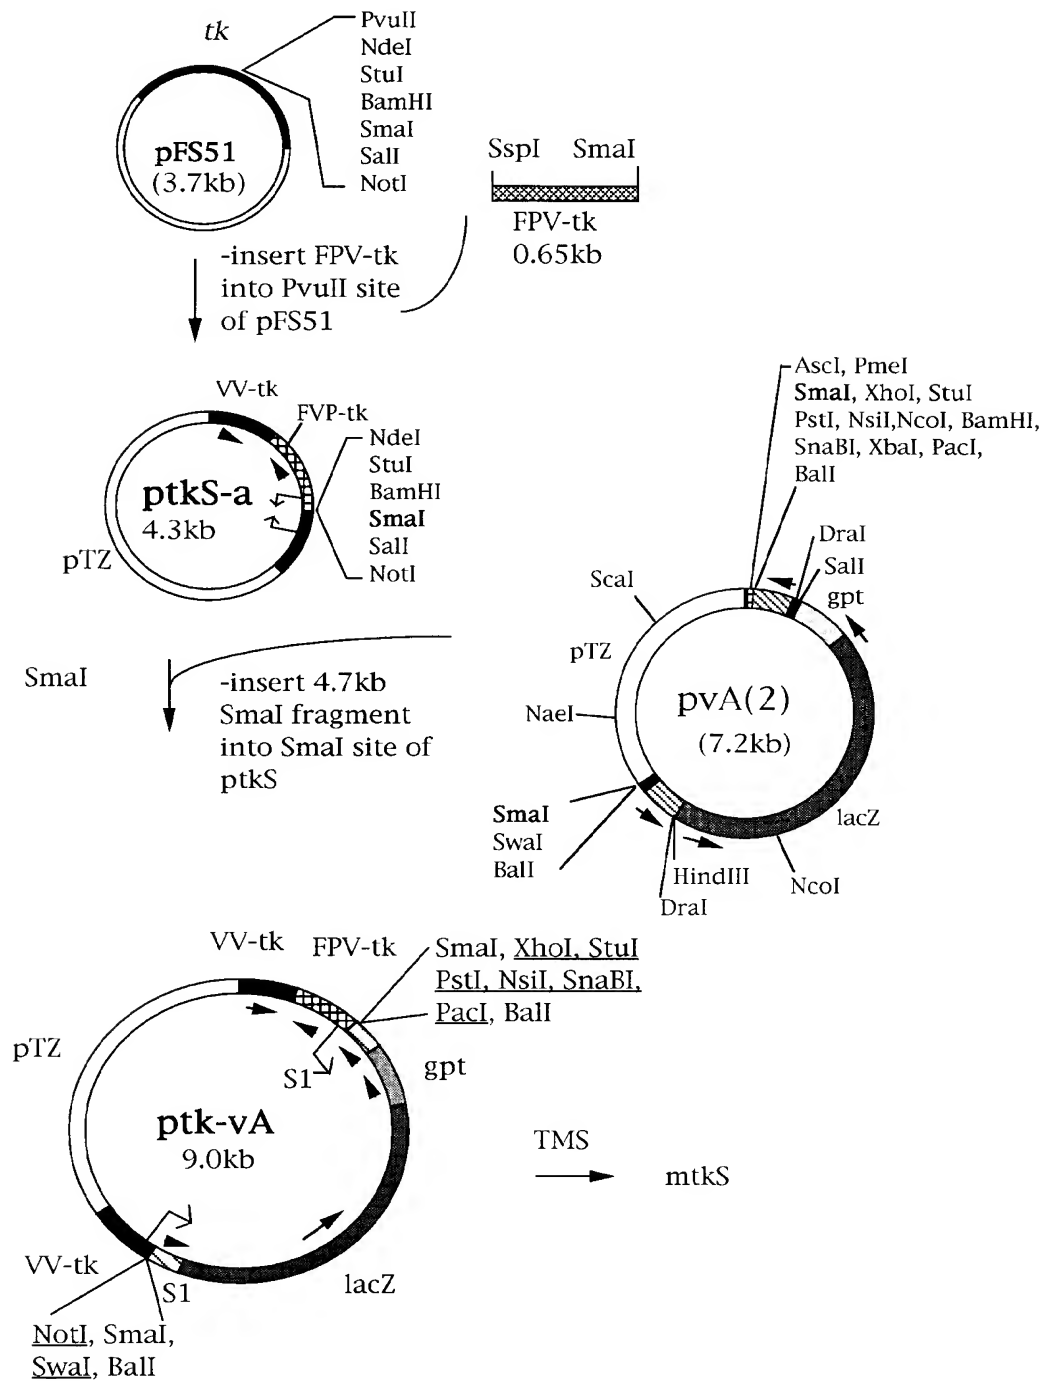 tk
PvuII
NdeI
StuI
BamHI
SmaI
SalI
NotI
pFS51
(3.7kb)
SspI SmaI
FPV-tk
0.65kb
-insert FPV-tk
into PvuII site
of pFS51
VV-tk
FVP-tk
NdeI
StuI
BamHI
SmaI
SalI
NotI
ptkS-a
4.3kb
pTZ
AscI, PmeI
SmaI, XhoI, StuI
PstI, NsiI,NcoI, BamHI,
SnaBI, XbaI, PacI,
BalI
DraI
SalI
gpt
ScaI
pTZ
NaeI
pvA(2)
(7.2kb)
SmaI
SwaI
BalI
lacZ
HindIII
NcoI
DraI
SmaI
-insert 4.7kb
SmaI fragment
into SmaI site of
ptkS
VV-tk
FPV-tk
SmaI, XhoI, StuI
PstI, NsiI, SnaBI,
PacI, BalI
pTZ
gpt
S1
ptk-vA
9.0kb
TMS
mtkS
VV-tk
S1
lacZ
NotI, SmaI,
SwaI, BalI